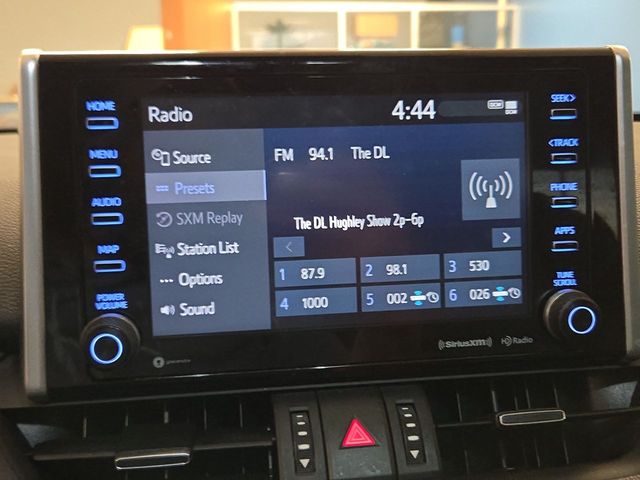 HOME
MENU
AUDIO
MAP
POWER
VOLUME
Radio
4:44
DCM
DCM
Source
Presets
SXM Replay
Station List
Options
Sound
FM 94.1 The DL
The DL Hughley Show 2p-6p
< >
1 87.9
2 98.1
3 530
4 1000
5 002
6 026
SEEK>
<TRACK
PHONE
APPS
TUNE
SCROLL
((SiriusXM))
HD Radio